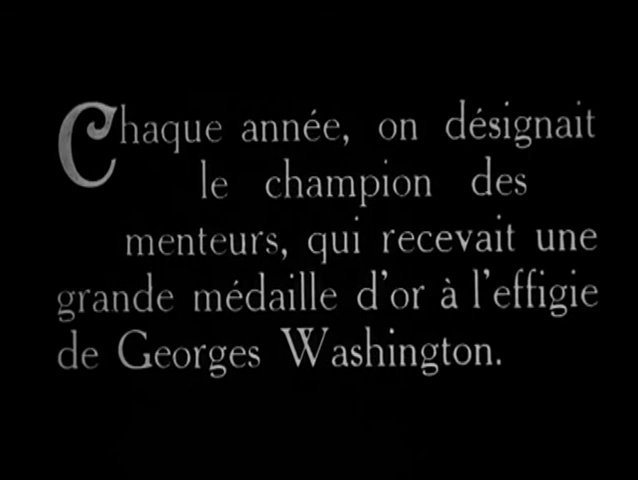 Chaque année, on désignait
le champion des
menteurs, qui recevait une
grande médaille d'or à l'effigie
de Georges Washington.